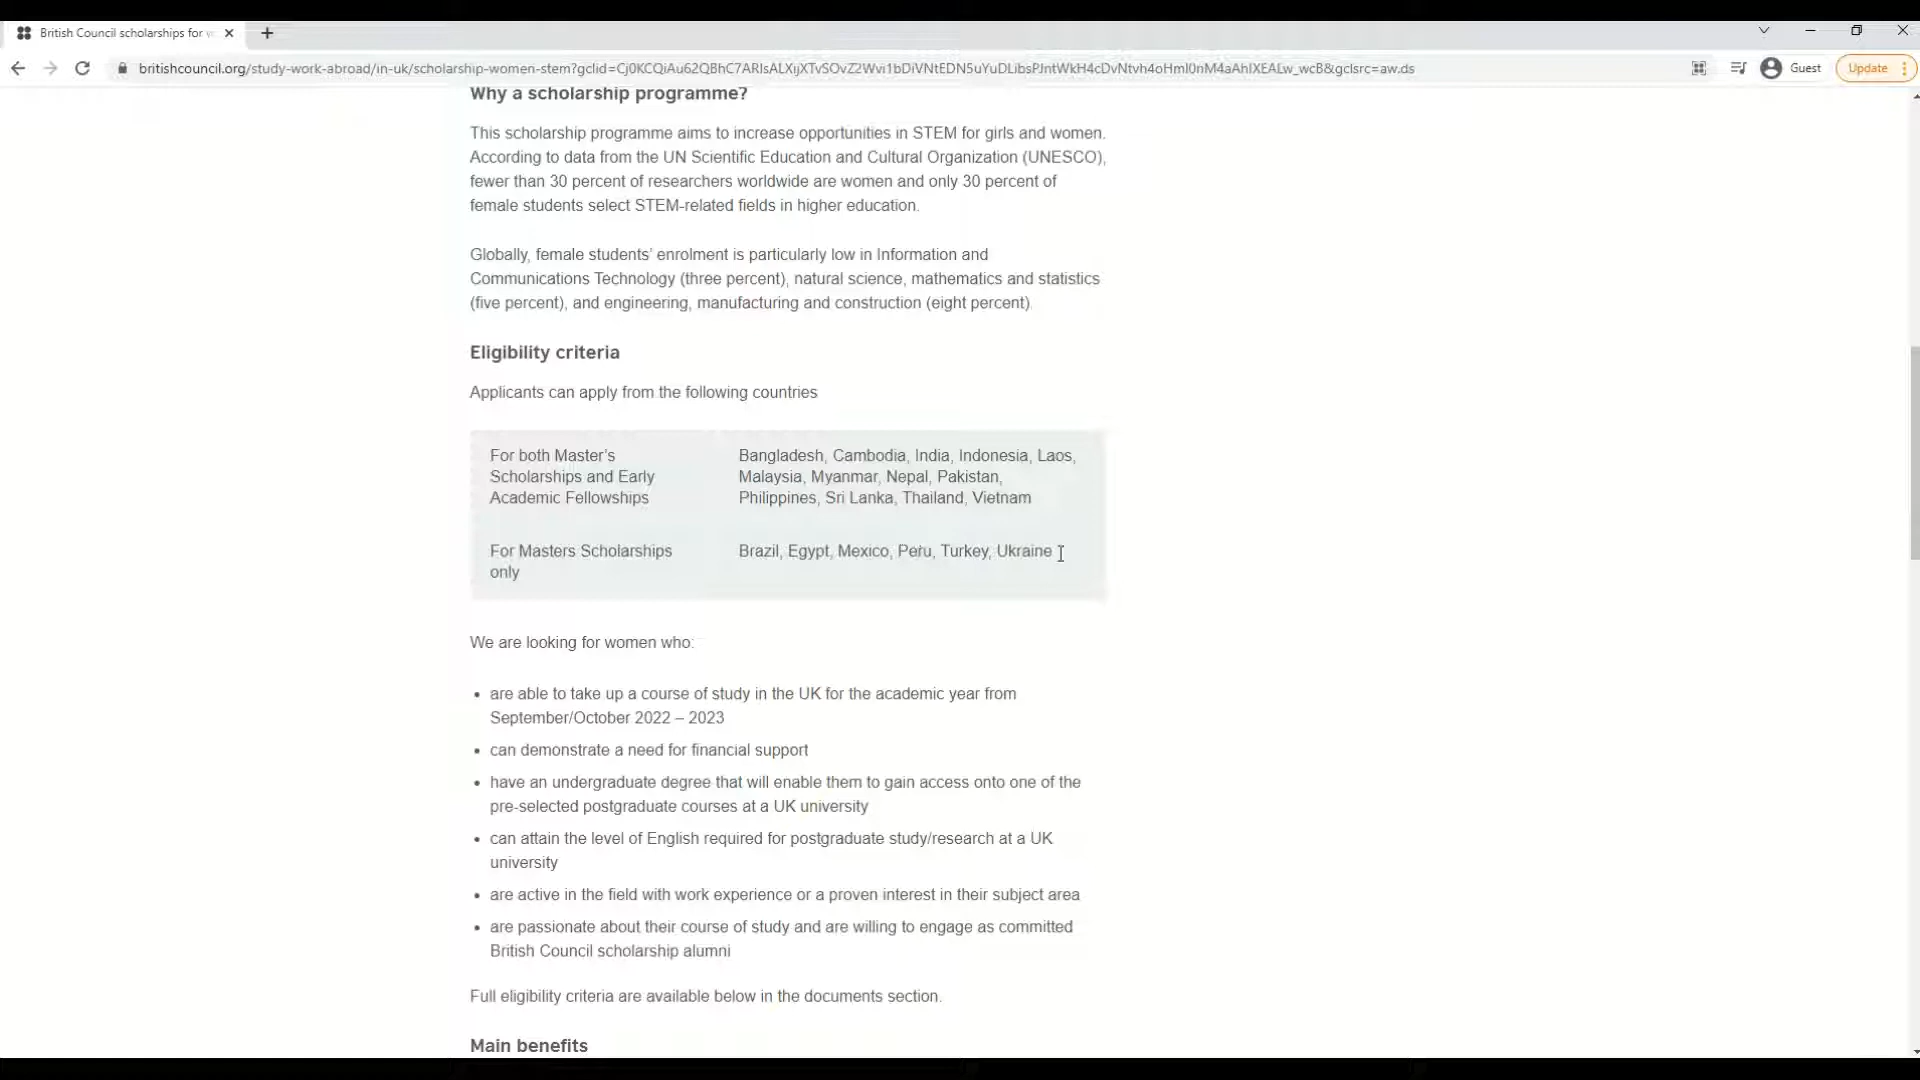 British Council scholarships for
britishcouncil.org/study-work-abroad/in-uk/scholarship-women-stem?gclid=Cj0KCQiAu62QBhC7ARIsALXijXTvSOvZ2Wvi1bDiVNtEDN5uYuDLibsPJntWkH4cDvNtvh4oHml0nM4aAhlXEALw_wcB&gclsrc=aw.ds
Guest
Update
Why a scholarship programme?
This scholarship programme aims to increase opportunities in STEM for girls and women.
According to data from the UN Scientific Education and Cultural Organization (UNESCO),
fewer than 30 percent of researchers worldwide are women and only 30 percent of
female students select STEM-related fields in higher education.
Globally, female students' enrolment is particularly low in Information and
Communications Technology (three percent), natural science, mathematics and statistics
(five percent), and engineering, manufacturing and construction (eight percent).
Eligibility criteria
Applicants can apply from the following countries
For both Master's
Scholarships and Early
Academic Fellowships
Bangladesh, Cambodia, India, Indonesia, Laos,
Malaysia, Myanmar, Nepal, Pakistan,
Philippines, Sri Lanka, Thailand, Vietnam
For Masters Scholarships
only
Brazil, Egypt, Mexico, Peru, Turkey, Ukraine
We are looking for women who:
• are able to take up a course of study in the UK for the academic year from
September/October 2022 – 2023
• can demonstrate a need for financial support
• have an undergraduate degree that will enable them to gain access onto one of the
pre-selected postgraduate courses at a UK university
• can attain the level of English required for postgraduate study/research at a UK
university
• are active in the field with work experience or a proven interest in their subject area
• are passionate about their course of study and are willing to engage as committed
British Council scholarship alumni
Full eligibility criteria are available below in the documents section.
Main benefits